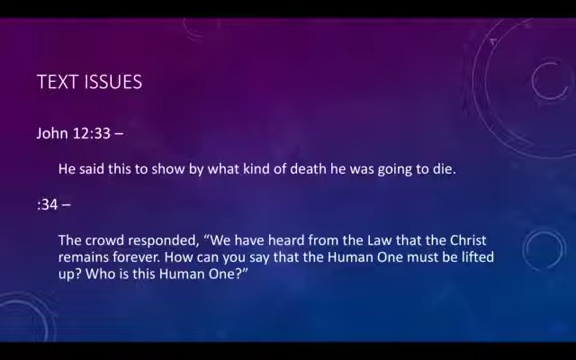 TEXT ISSUES
John 12:33 –
He said this to show by what kind of death he was going to die.
:34 –
The crowd responded, “We have heard from the Law that the Christ
remains forever. How can you say that the Human One must be lifted
up? Who is this Human One?”